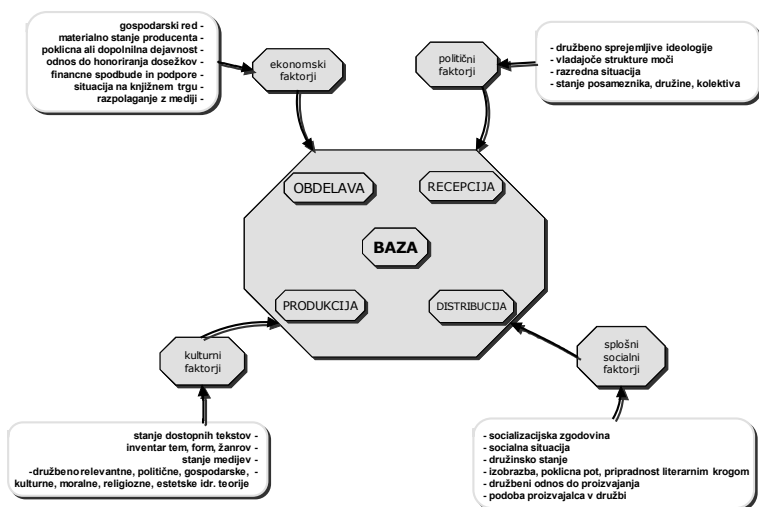 gospodarski red -
materialno stanje producenta -
poklicna ali dopolnilna dejavnost -
odnos do honoriranja dosežkov -
financne spodbude in podpore -
situacija na knjižnem trgu -
razpolaganje z mediji -
ekonomski
faktorji
politični
faktorji
- družbeno sprejemljive ideologije
- vladajoče strukture moči
- razredna situacija
- stanje posameznika, družine, kolektiva
OBDELAVA
RECEPCIJA
BAZA
PRODUKCIJA
DISTRIBUCIJA
kulturni
faktorji
splošni
socialni
faktorji
stanje dostopnih tekstov -
inventar tem, form, žanrov -
stanje medijev -
-družbeno relevantne, politične, gospodarske, -
kulturne, moralne, religiozne, estetske idr. teorije
- socializacijska zgodovina
- socialna situacija
- družinsko stanje
- izobrazba, poklicna pot, pripradnost literarnim krogom
- družbeni odnos do proizvajanja
- podoba proizvajalca v družbi